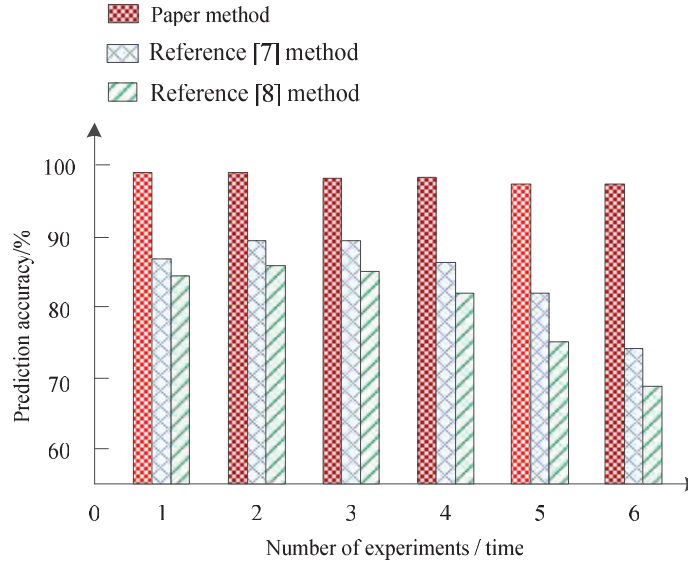 Paper method
Reference [7] method
Reference [8] method
100
90
80
70
60
Prediction accuracy/%
0 1 2 3 4 5 6
Number of experiments / time